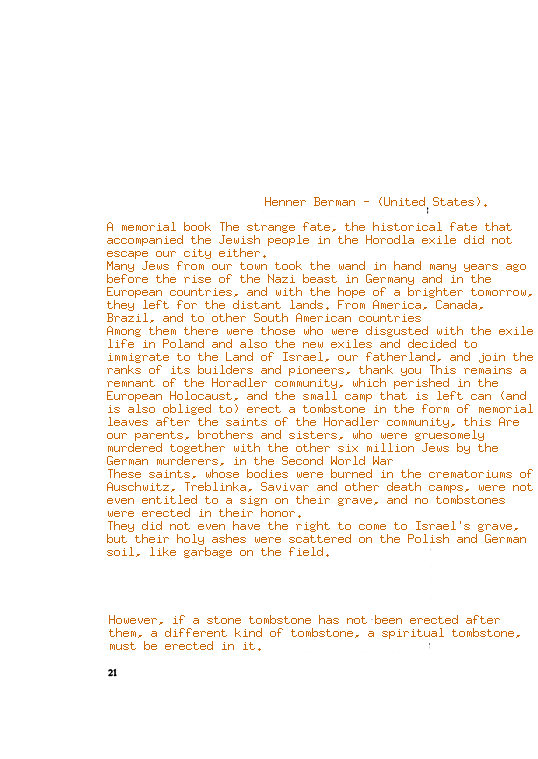 Henner Berman - (United States).
A memorial book The strange fate, the historical fate that
accompanied the Jewish people in the Horodla exile did not
escape our city either.
Many Jews from our town took the wand in hand many years ago
before the rise of the Nazi beast in Germany and in the
European countries, and with the hope of a brighter tomorrow,
they left for the distant lands. From America, Canada,
Brazil, and to other South American countries
Among them there were those who were disgusted with the exile
life in Poland and also the new exiles and decided to
immigrate to the Land of Israel, our fatherland, and join the
ranks of its builders and pioneers, thank you This remains a
remnant of the Horadler community, which perished in the
European Holocaust, and the small camp that is left can (and
is also obliged to) erect a tombstone in the form of memorial
leaves after the saints of the Horadler community, this Are
our parents, brothers and sisters, who were gruesomely
murdered together with the other six million Jews by the
German murderers, in the Second World War
These saints, whose bodies were burned in the crematoriums of
Auschwitz, Treblinka, Savivar and other death camps, were not
even entitled to a sign on their grave, and no tombstones
were erected in their honor.
They did not even have the right to come to Israel's grave,
but their holy ashes were scattered on the Polish and German
soil, like garbage on the field.
However, if a stone tombstone has not been erected after
them, a different kind of tombstone, a spiritual tombstone,
must be erected in it.
21